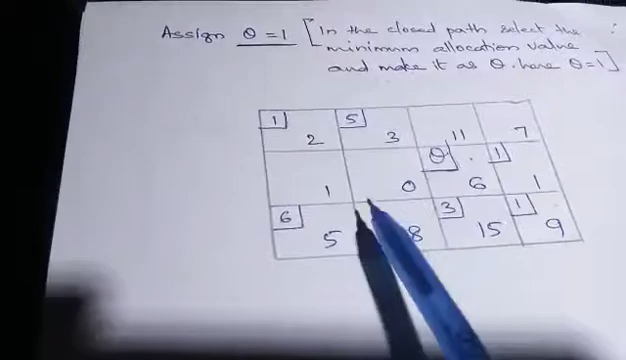 Assign θ = 1 [In the closed path select the :
minimum allocation value
and make it as θ. here θ=1]
1 2 5 3 11 7
1 0 θ 6 1 1
6 5 8 3 15 1 9